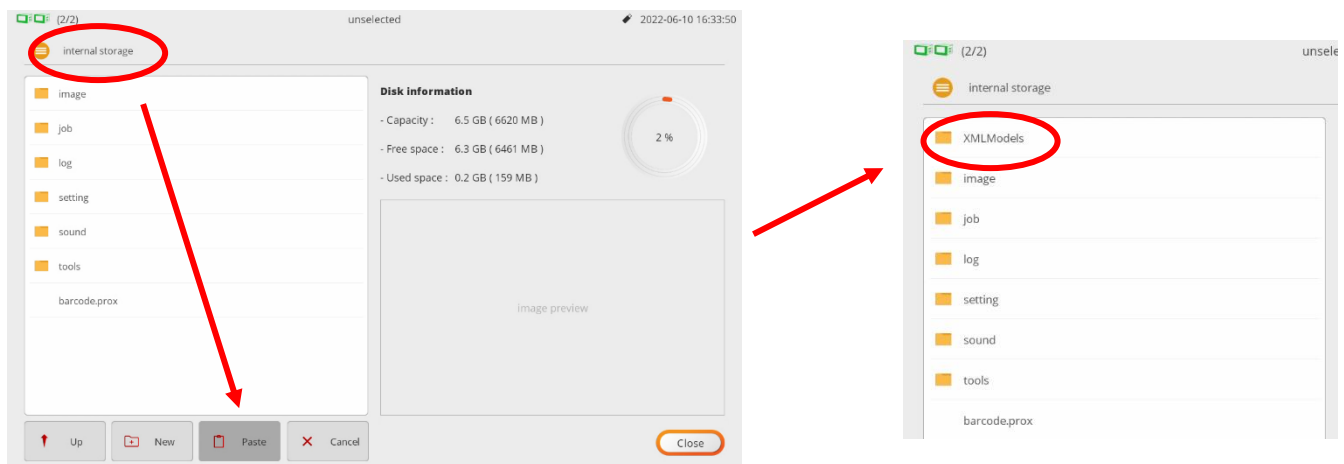 (2/2) unselected 2022-06-10 16:33:50
internal storage
image
job
log
setting
sound
tools
barcode.prox
Disk information
- Capacity : 6.5 GB ( 6620 MB )
- Free space : 6.3 GB ( 6461 MB )
- Used space : 0.2 GB ( 159 MB )
2 %
image preview
Up New Paste Cancel
Close
(2/2) unsele
internal storage
XMLModels
image
job
log
setting
sound
tools
barcode.prox